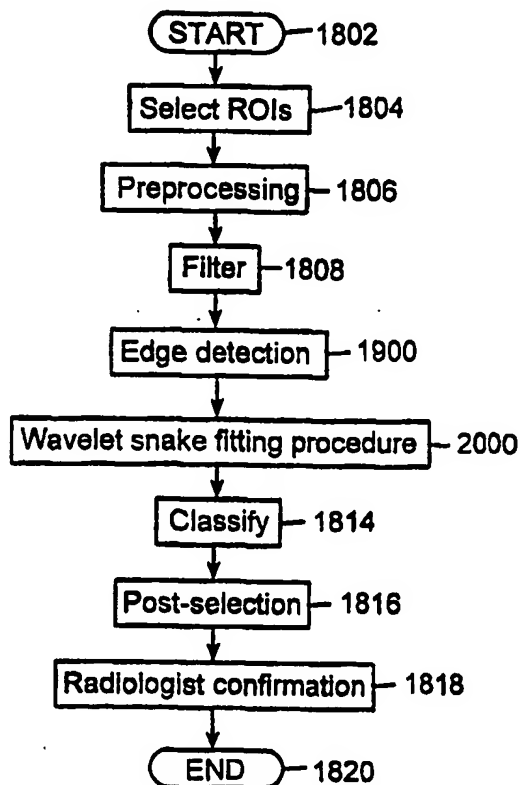 START 1802
Select ROIs 1804
Preprocessing 1806
Filter 1808
Edge detection 1900
Wavelet snake fitting procedure 2000
Classify 1814
Post-selection 1816
Radiologist confirmation 1818
END 1820